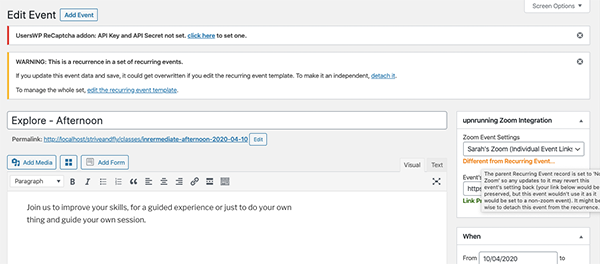 Screen Options
Edit Event
Add Event
UsersWP ReCaptcha addon: API Key and API Secret not set. click here to set one.
WARNING: This is a recurrence in a set of recurring events.
If you update this event data and save, it could get overwritten if you edit the recurring event template. To make it an independent, detach it.
To manage the whole set, edit the recurring event template.
Explore - Afternoon
Permalink: http://localhost/striveandfly/classes/inrermediate-afternoon-2020-04-10/ Edit
Add Media
Add Form
Visual Text
Paragraph
Join us to improve your skills, for a guided experience or just to do your own
thing and guide your own session.
upnrunning Zoom Integration
Zoom Event Settings
Sarah's Zoom (Individual Event Links
Different from Recurring Event...
Event's
http
Link Pr
The parent Recurring Event record is set to 'No
Zoom' so any updates to it may revert this
event's setting back (your link below would be
preserved, but this event wouldn't use it as it
would be set to a non-zoom event). It might be
wise to detach this event from the recurrence.
When
From 10/04/2020 to